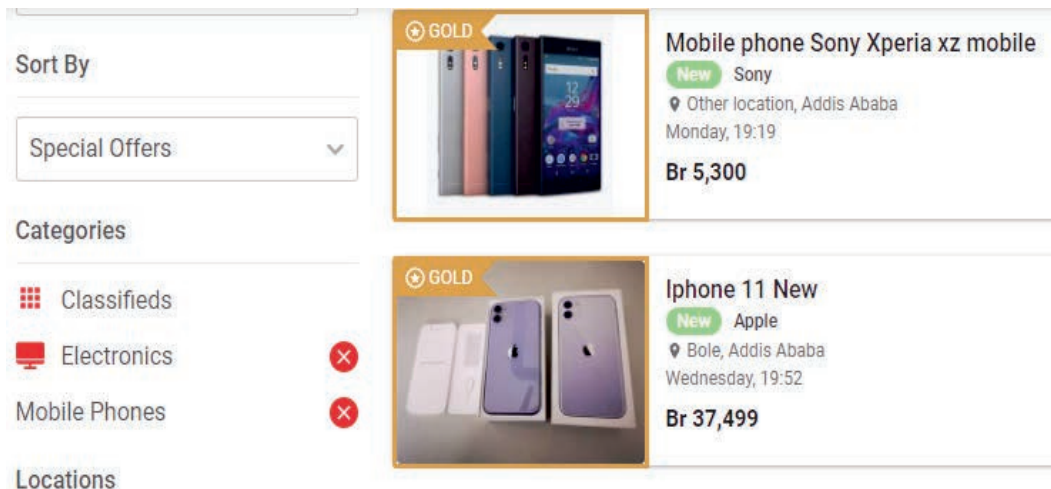 Sort By
Special Offers
Categories
Classifieds
Electronics
Mobile Phones
Locations
GOLD
Mobile phone Sony Xperia xz mobile
New Sony
Other location, Addis Ababa
Monday, 19:19
Br 5,300
GOLD
Iphone 11 New
New Apple
Bole, Addis Ababa
Wednesday, 19:52
Br 37,499